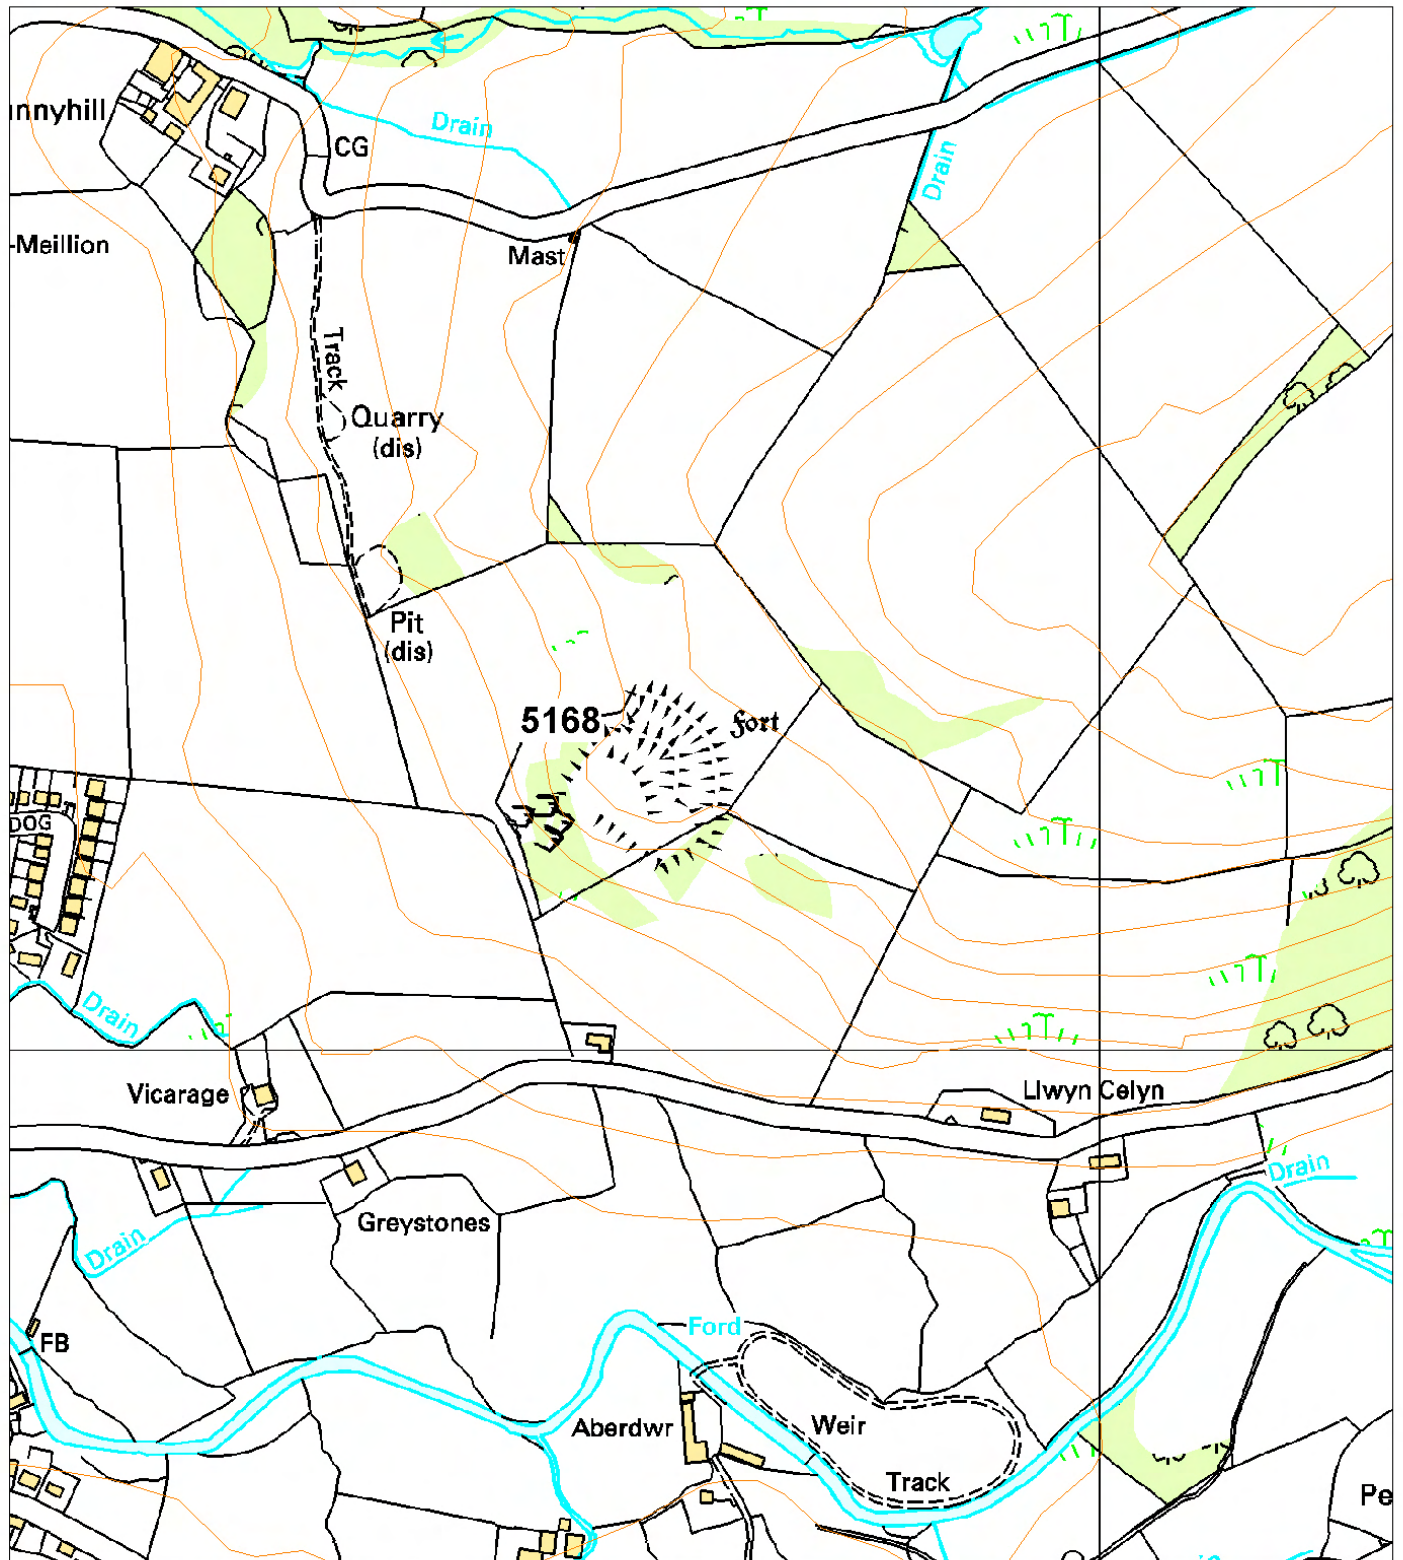 Drain
nnyhill
CG
Drain
-Meillion
Mast
Track
Quarry
(dis)
Pit
(dis)
5168
Fort
DOG
Drain
Vicarage
Llwyn Celyn
Drain
Greystones
Drain
FB
Ford
Aberdwr
Weir
Track
Pe